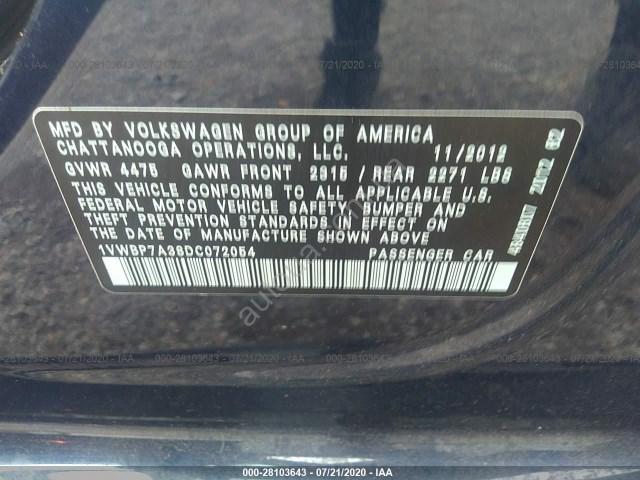 MFD BY VOLKSWAGEN GROUP OF AMERICA
CHATTANOOGA OPERATIONS, LLC. 11/2012
GVWR 4475 GAWR FRONT 2315 / REAR 2271 LBS
THIS VEHICLE CONFORMS TO ALL APPLICABLE U.S.
FEDERAL MOTOR VEHICLE SAFETY, BUMPER AND
THEFT PREVENTION STANDARDS IN EFFECT ON
THE DATE OF MANUFACTURE SHOWN ABOVE.
1VWBP7A38DC072054 PASSENGER CAR
000-28103643 - 07/21/2020 - IAA